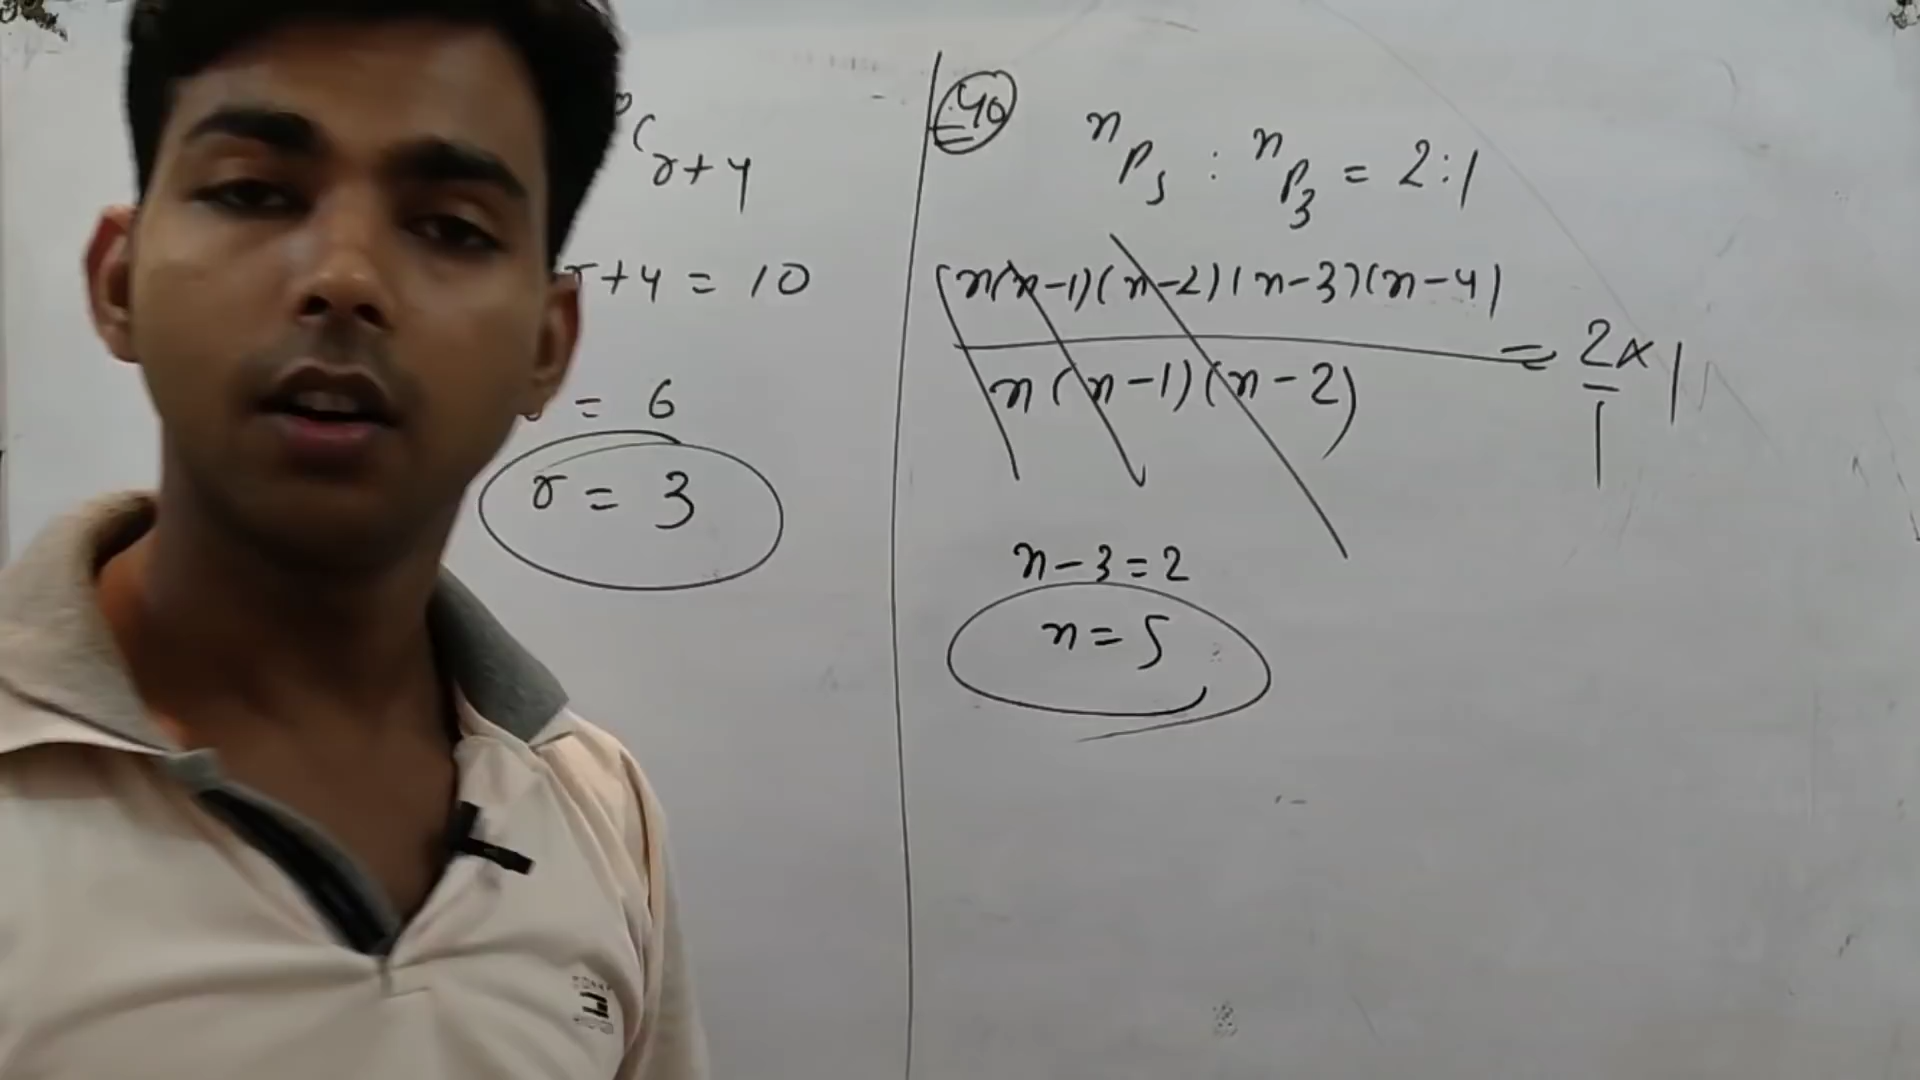 C r+4
r+4 = 10
= 6
r = 3
40
nP5 : nP3 = 2:1
n(n-1)(n-2)(n-3)(n-4)
n(n-1)(n-2)
= 2×1
1
n-3=2
n=5